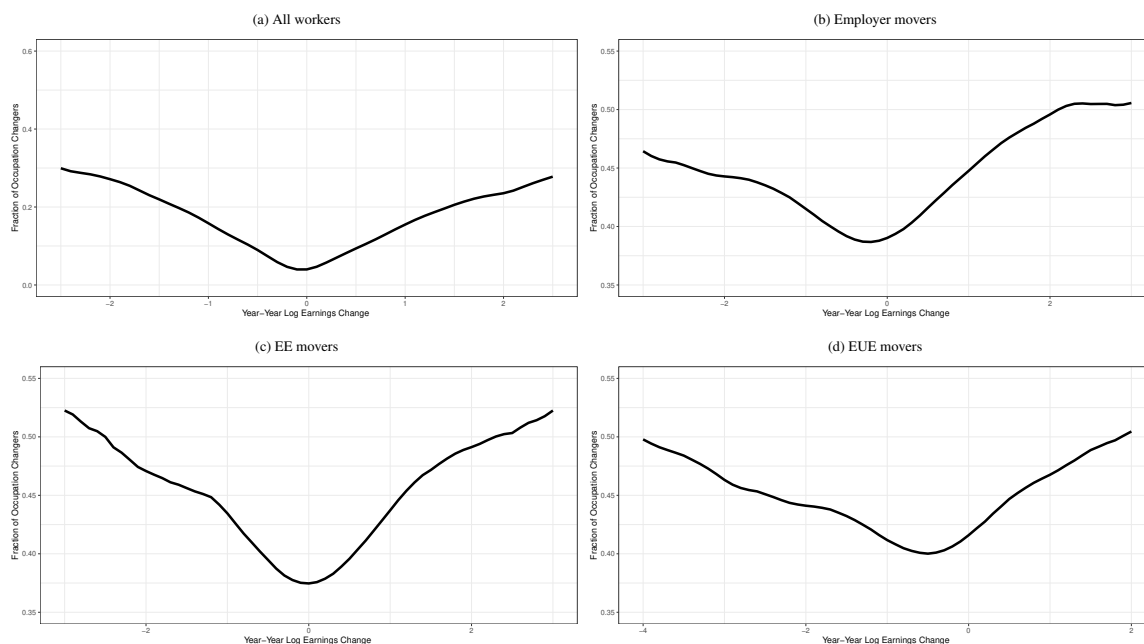 (a) All workers
0.6
0.4
0.2
0.0
Fraction of Occupation Changers
−2
−1
0
1
2
Year−Year Log Earnings Change
(b) Employer movers
0.55
0.50
0.45
0.40
0.35
Fraction of Occupation Changers
−2
0
2
Year−Year Log Earnings Change
(c) EE movers
0.55
0.50
0.45
0.40
0.35
Fraction of Occupation Changers
−2
0
2
Year−Year Log Earnings Change
(d) EUE movers
0.55
0.50
0.45
0.40
0.35
Fraction of Occupation Changers
−4
−2
0
2
Year−Year Log Earnings Change